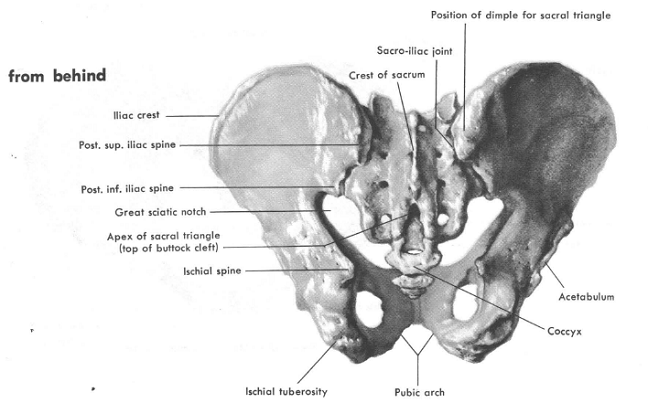 Position of dimple for sacral triangle
Sacro-iliac joint
from behind
Crest of sacrum
Iliac crest
Post. sup. iliac spine
Post. inf. iliac spine
Great sciatic notch
Apex of sacral triangle
(top of buttock cleft)
Ischial spine
Acetabulum
Coccyx
Ischial tuberosity
Pubic arch